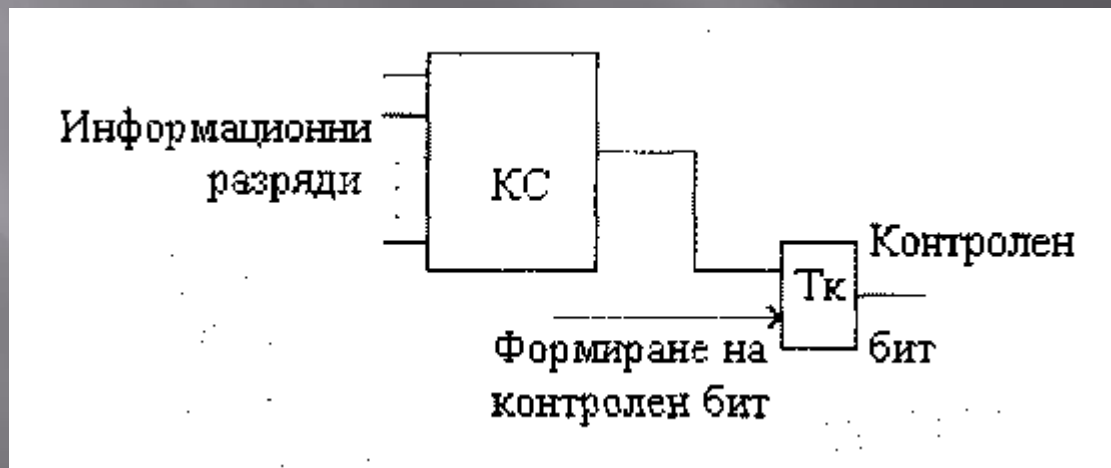 Информационни
разряди
КС
Тк
Контролен
бит
Формиране на
контролен бит